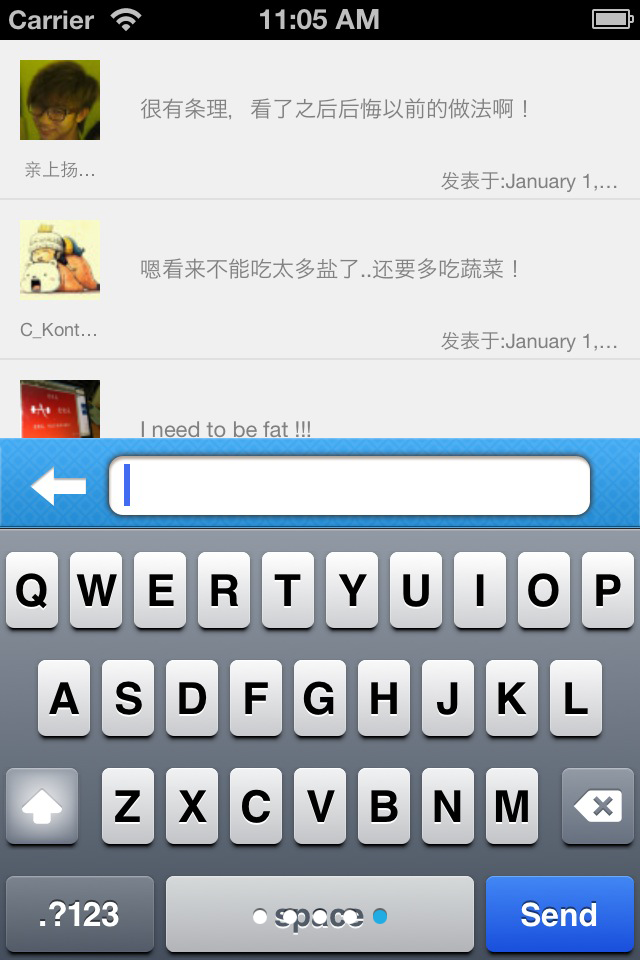 Carrier 11:05 AM
很有条理，看了之后后悔以前的做法啊！
亲上扬...
发表于:January 1,...
嗯看来不能吃太多盐了..还要多吃蔬菜！
C_Kont...
发表于:January 1,...
I need to be fat !!!
Q W E R T Y U I O P
A S D F G H J K L
Z X C V B N M
.?123 space Send